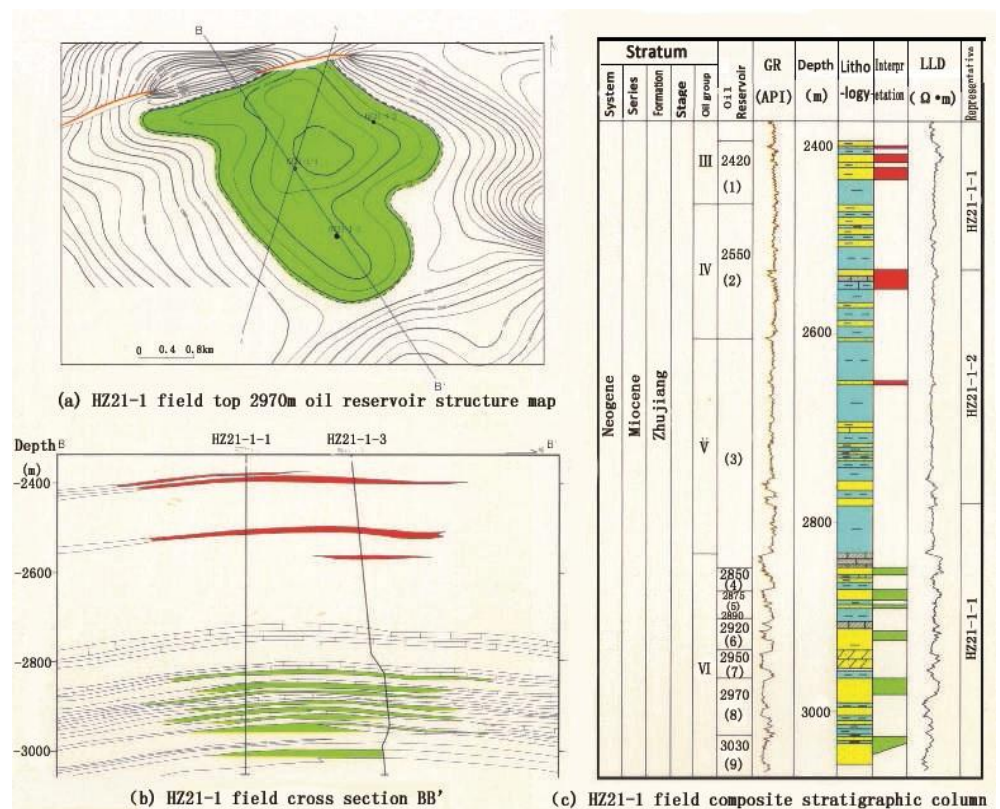 B
0 0.4 0.8km
B'
(a) HZ21-1 field top 2970m oil reservoir structure map
Depth B
(m)
HZ21-1-1
HZ21-1-3
B'
-2400
-2600
-2800
-3000
(b) HZ21-1 field cross section BB'
Stratum
System
Series
Formation
Stage
Oil group
Oil
Reservoir
GR
(API)
Depth
(m)
Litho
-logy
Interpr
etation
LLD
(Ω•m)
Representativa
Neogene
Miocene
Zhujiang
III
IV
V
VI
2420
(1)
2550
(2)
(3)
2850
(4)
2875
(5)
2890
2920
(6)
2950
(7)
2970
(8)
3030
(9)
2400
2600
2800
3000
HZ21-1-1
HZ21-1-2
HZ21-1-1
(c) HZ21-1 field composite stratigraphic column